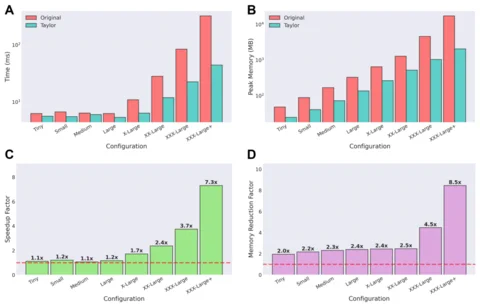 A
Original
Taylor
Time (ms)
10²
10¹
Tiny
Small
Medium
Large
X-Large
XX-Large
XXX-Large
XXX-Large+
Configuration
B
Original
Taylor
Peak Memory (MB)
10⁴
10³
10²
Tiny
Small
Medium
Large
X-Large
XX-Large
XXX-Large
XXX-Large+
Configuration
C
Speedup Factor
8
6
4
2
0
1.1x
1.2x
1.1x
1.2x
1.7x
2.4x
3.7x
7.3x
Tiny
Small
Medium
Large
X-Large
XX-Large
XXX-Large
XXX-Large+
Configuration
D
Memory Reduction Factor
10
8
6
4
2
0
2.0x
2.2x
2.3x
2.4x
2.4x
2.5x
4.5x
8.5x
Tiny
Small
Medium
Large
X-Large
XX-Large
XXX-Large
XXX-Large+
Configuration